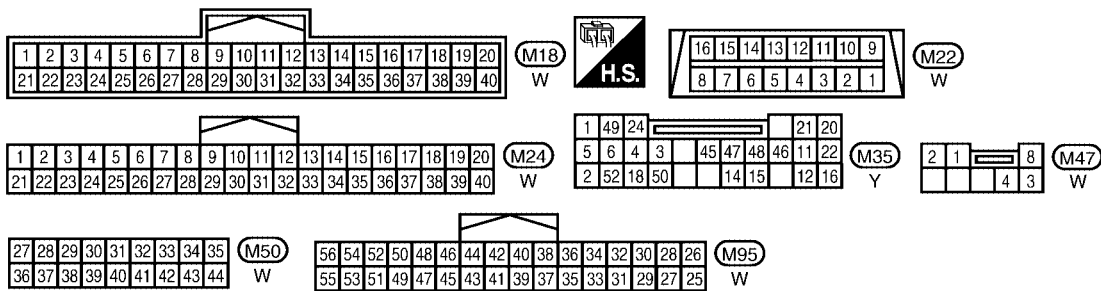 1 2 3 4 5 6 7 8 9 10 11 12 13 14 15 16 17 18 19 20 M18
21 22 23 24 25 26 27 28 29 30 31 32 33 34 35 36 37 38 39 40 W
H.S.
16 15 14 13 12 11 10 9 M22
8 7 6 5 4 3 2 1 W
1 2 3 4 5 6 7 8 9 10 11 12 13 14 15 16 17 18 19 20 M24
21 22 23 24 25 26 27 28 29 30 31 32 33 34 35 36 37 38 39 40 W
1 49 24 21 20
5 6 4 3 45 47 48 46 11 22 M35
2 52 18 50 14 15 12 16 Y
2 1 8 M47
4 3 W
27 28 29 30 31 32 33 34 35 M50
36 37 38 39 40 41 42 43 44 W
56 54 52 50 48 46 44 42 40 38 36 34 32 30 28 26 M95
55 53 51 49 47 45 43 41 39 37 35 33 31 29 27 25 W